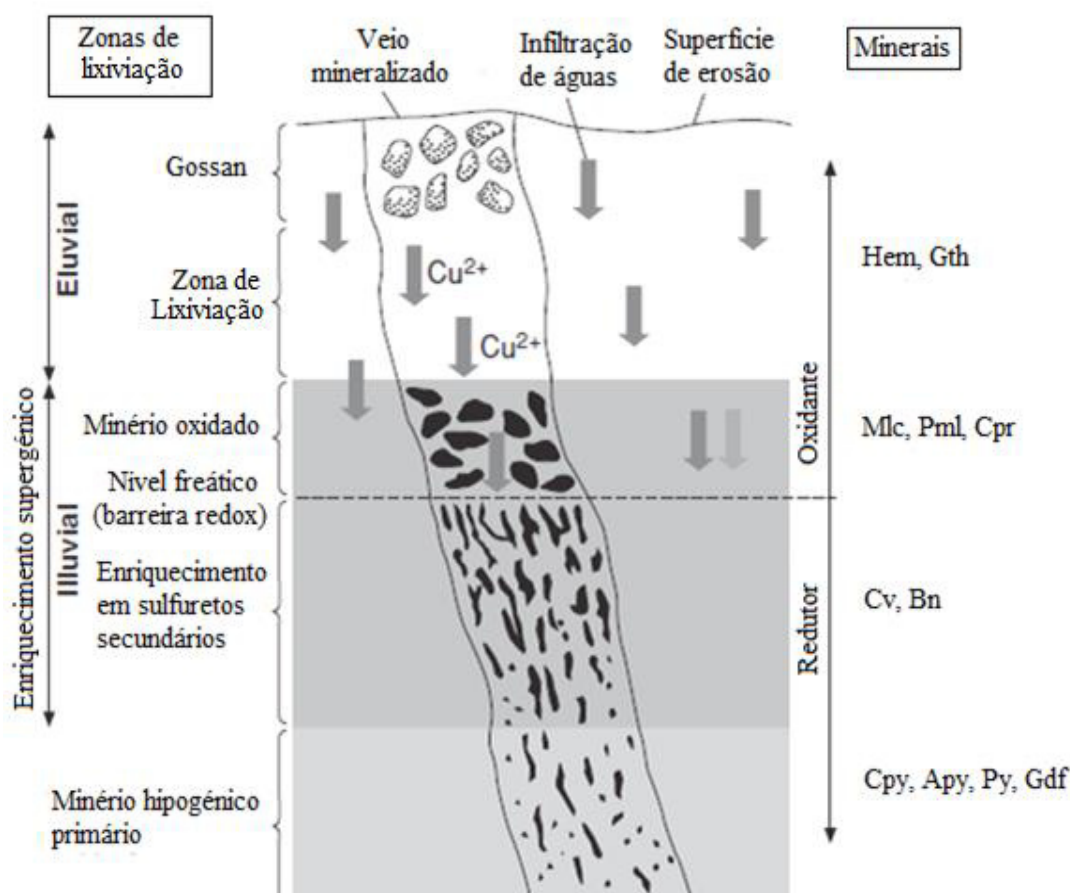 Zonas de
lixiviação
Veio
mineralizado
Infiltração
de águas
Superficie
de erosão
Minerais
Gossan
Eluvial
Zona de
Lixiviação
Cu2+
Cu2+
Hem, Gth
Enriquecimento supergénico
Illuvial
Minério oxidado
Oxidante
Mlc, Pml, Cpr
Nível freático
(barreira redox)
Enriquecimento
em sulfuretos
secundários
Redutor
Cv, Bn
Minério hipogénico
primário
Cpy, Apy, Py, Gdf